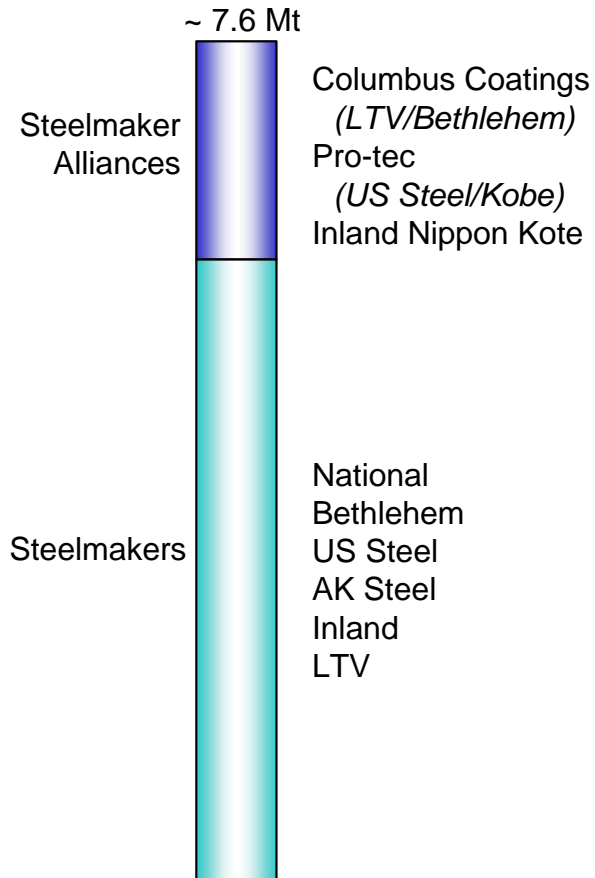 ~ 7.6 Mt
Steelmaker
Alliances
Columbus Coatings
(LTV/Bethlehem)
Pro-tec
(US Steel/Kobe)
Inland Nippon Kote
Steelmakers
National
Bethlehem
US Steel
AK Steel
Inland
LTV